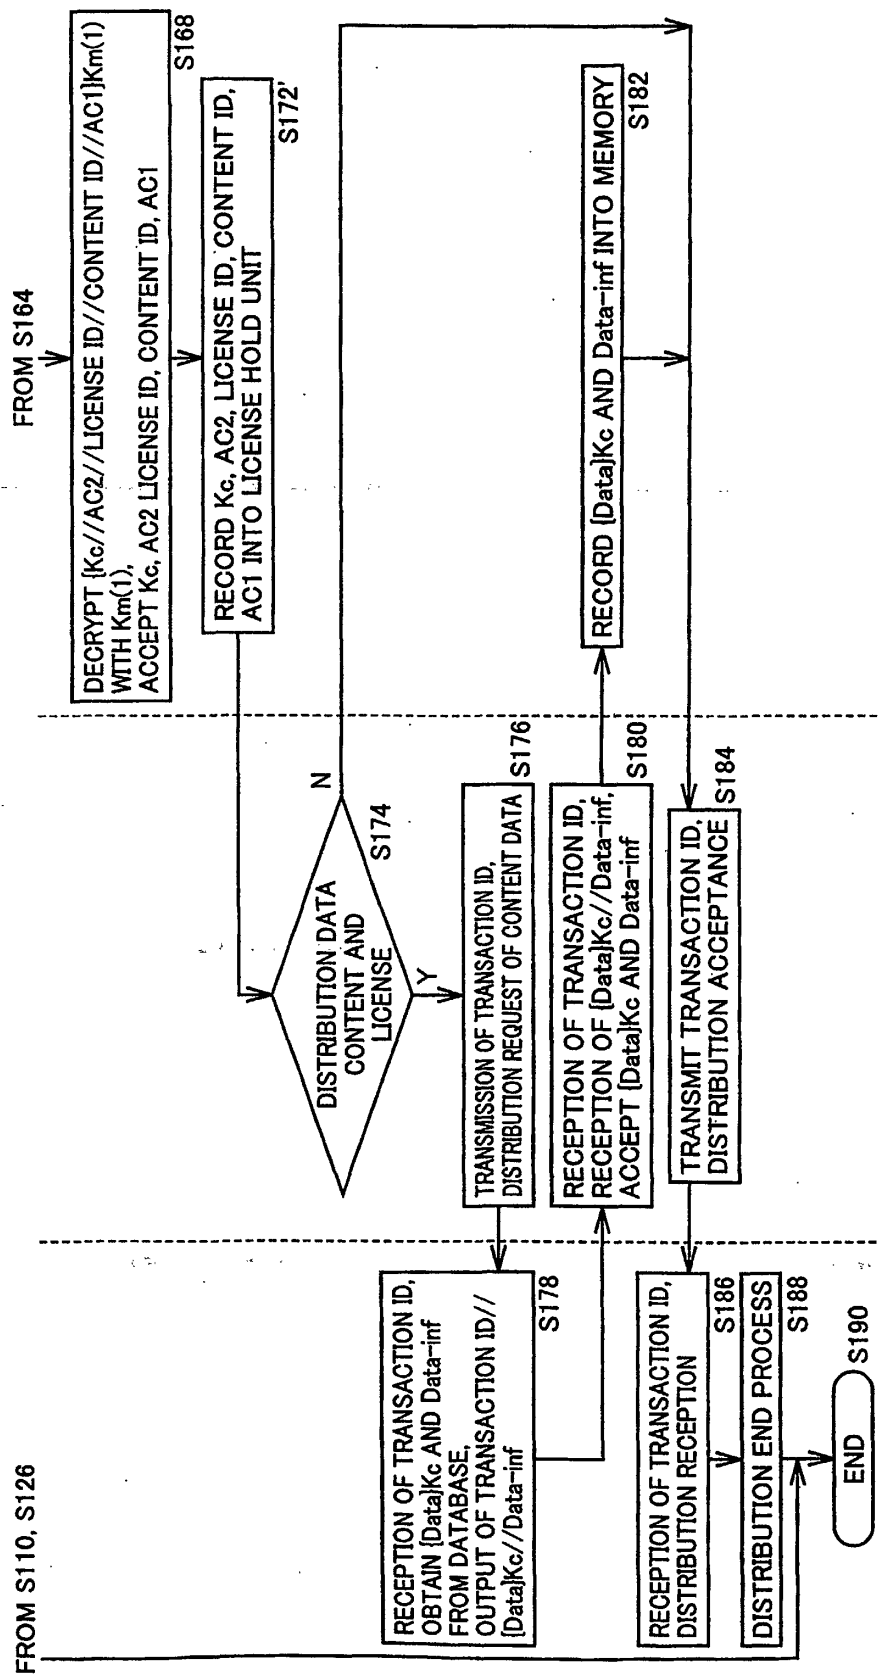 FROM S110, S126
FROM S164
DECRYPT {Kc//AC2//LICENSE ID//CONTENT ID//AC1}Km(1)
WITH Km(1),
ACCEPT Kc, AC2 LICENSE ID, CONTENT ID, AC1
S168
RECORD Kc, AC2, LICENSE ID, CONTENT ID,
AC1 INTO LICENSE HOLD UNIT
S172'
DISTRIBUTION DATA
CONTENT AND
LICENSE
S174
N
Y
TRANSMISSION OF TRANSACTION ID,
DISTRIBUTION REQUEST OF CONTENT DATA
S176
RECEPTION OF TRANSACTION ID,
OBTAIN {Data}Kc AND Data-inf
FROM DATABASE,
OUTPUT OF TRANSACTION ID//
{Data}Kc//Data-inf
S178
RECEPTION OF TRANSACTION ID,
RECEPTION OF {Data}Kc//Data-inf,
ACCEPT {Data}Kc AND Data-inf
S180
RECORD {Data}Kc AND Data-inf INTO MEMORY
S182
TRANSMIT TRANSACTION ID,
DISTRIBUTION ACCEPTANCE
S184
RECEPTION OF TRANSACTION ID,
DISTRIBUTION RECEPTION
S186
DISTRIBUTION END PROCESS
S188
END
S190